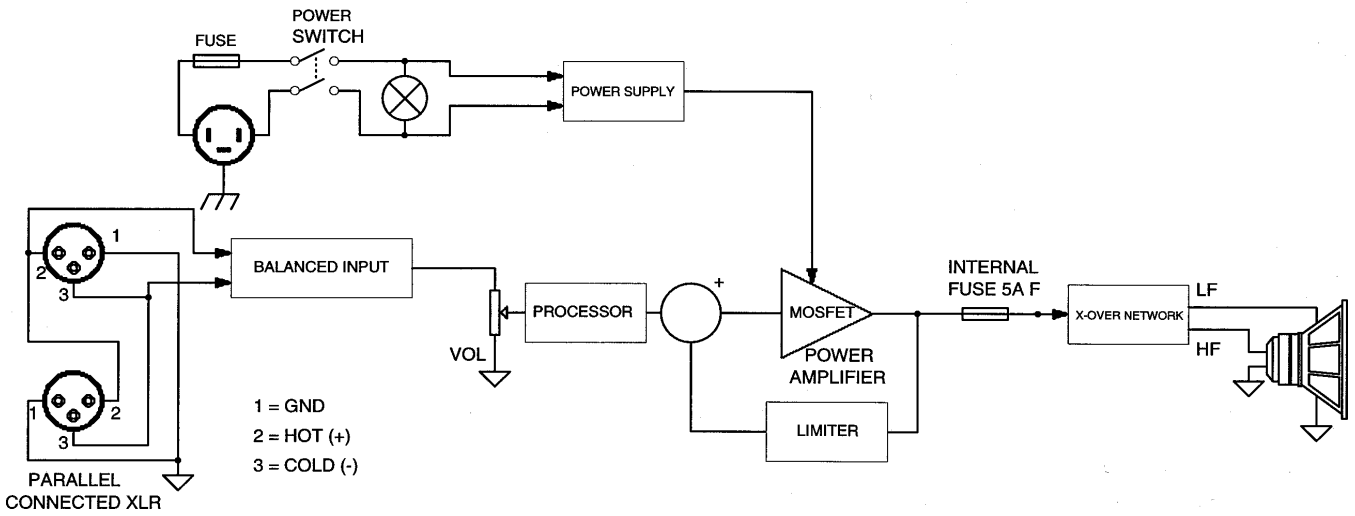 POWER
SWITCH
FUSE
POWER SUPPLY
1
2
3
BALANCED INPUT
VOL
PROCESSOR
+
MOSFET
POWER
AMPLIFIER
LIMITER
INTERNAL
FUSE 5A F
X-OVER NETWORK
LF
HF
1
2
3
1 = GND
2 = HOT (+)
3 = COLD (-)
PARALLEL
CONNECTED XLR